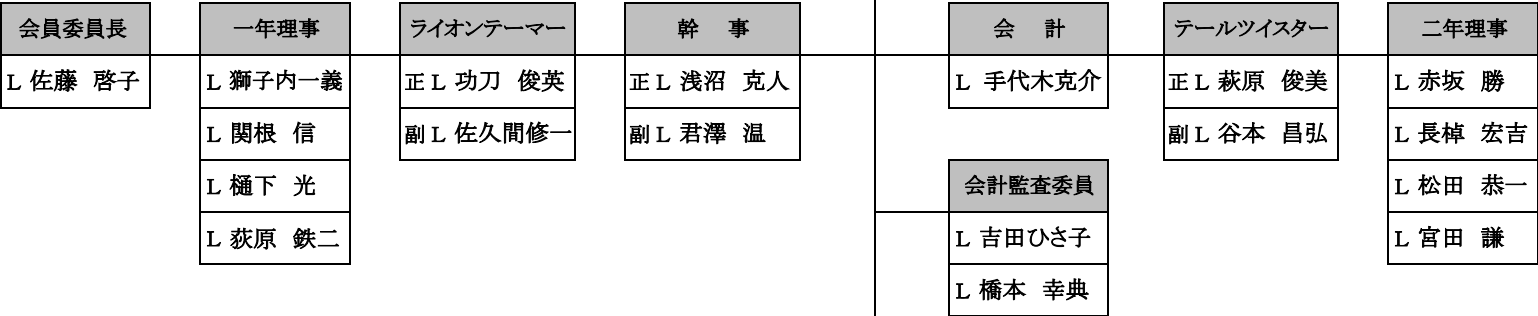 会員委員長
L 佐藤 啓子
一年理事
L 獅子内一義
L 関根 信
L 樋下 光
L 荻原 鉄二
ライオンテーマー
正 L 功刀 俊英
副 L 佐久間修一
幹 事
正 L 浅沼 克人
副 L 君澤 温
会 計
L 手代木克介
会計監査委員
L 吉田ひさ子
L 橋本 幸典
テールツイスター
正 L 萩原 俊美
副 L 谷本 昌弘
二年理事
L 赤坂 勝
L 長棹 宏吉
L 松田 恭一
L 宮田 謙